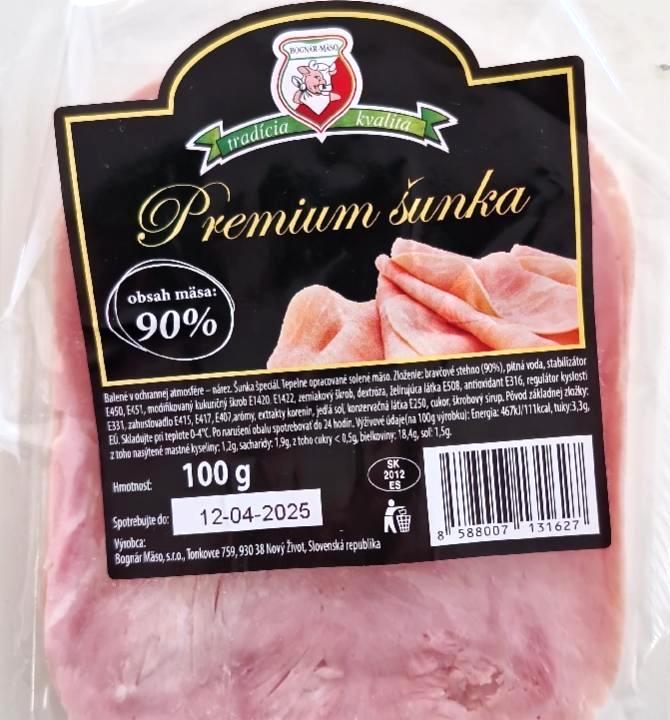 BOGNÁR-MÄSO
tradícia kvalita
Premium šunka
obsah mäsa:
90%
Balené v ochrannej atmosfére – nárez. Šunka špeciál. Tepelne opracované solené mäso. Zloženie: bravčové stehno (90%), pitná voda, stabilizátor
E450, E451, modifikovaný kukuričný škrob E1420, E1422, zemiakový škrob, dextróza, želírujúca látka E508, antioxidant E316, regulátor kyslosti
E331, zahusťovadlo E415, E417, E407, arómy, extrakty korenín, jedlá soľ, konzervačná látka E250, cukor, škrobový sirup. Pôvod základnej zložky:
EÚ. Skladujte pri teplote 0-4°C. Po narušení obalu spotrebovať do 24 hodín. Výživové údaje (na 100g výrobku): Energia: 467kJ/111kcal, tuky: 3,3g,
z toho nasýtené mastné kyseliny: 1,2g, sacharidy: 1,9g, z toho cukry < 0,5g, bielkoviny: 18,4g, soľ: 1,5g.
Hmotnosť: 100 g
SK
2012
ES
Spotrebujte do: 12-04-2025
8 588007 131627
Výrobca:
Bognár Mäso, s.r.o., Tonkovce 759, 930 38 Nový Život, Slovenská republika